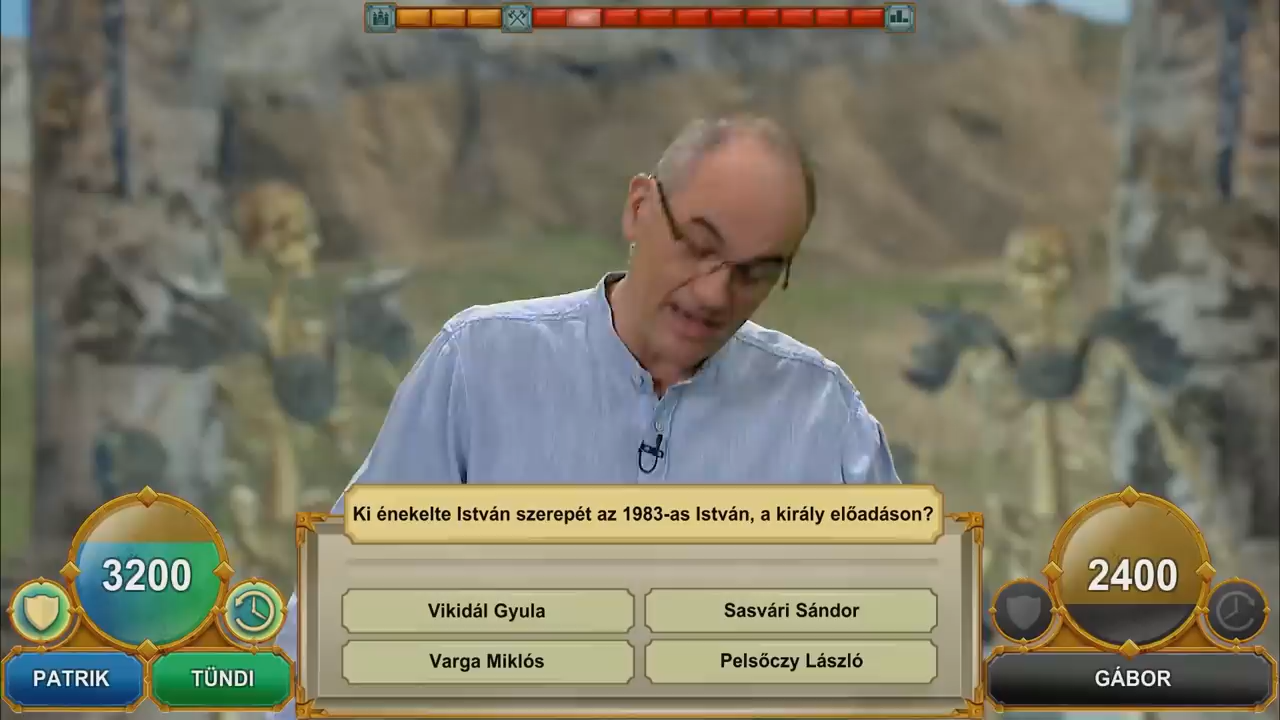 Ki énekelte István szerepét az 1983-as István, a király előadáson?
Vikidál Gyula
Sasvári Sándor
Varga Miklós
Pelsőczy László
3200
PATRIK
TÜNDI
2400
GÁBOR